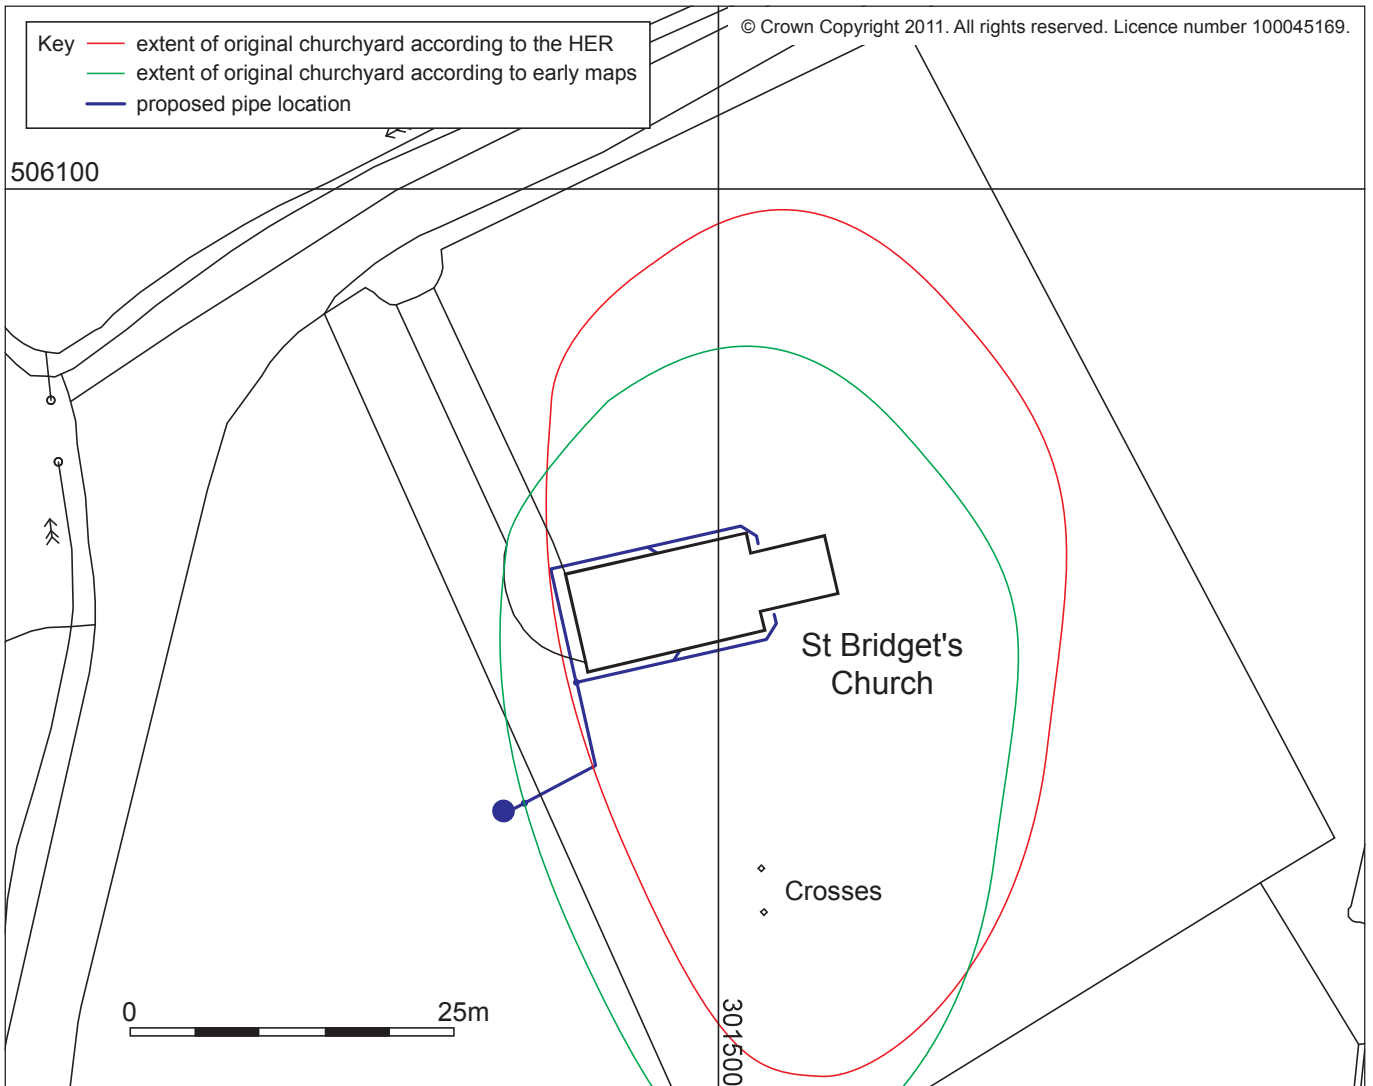 © Crown Copyright 2011. All rights reserved. Licence number 100045169.
Key
extent of original churchyard according to the HER
extent of original churchyard according to early maps
proposed pipe location
506100
St Bridget's
Church
Crosses
0 25m
301500